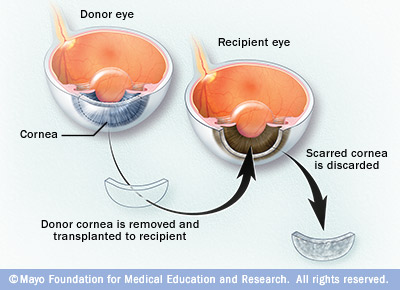 Donor eye
Recipient eye
Cornea
Scarred cornea
is discarded
Donor cornea is removed and
transplanted to recipient
© Mayo Foundation for Medical Education and Research. All rights reserved.